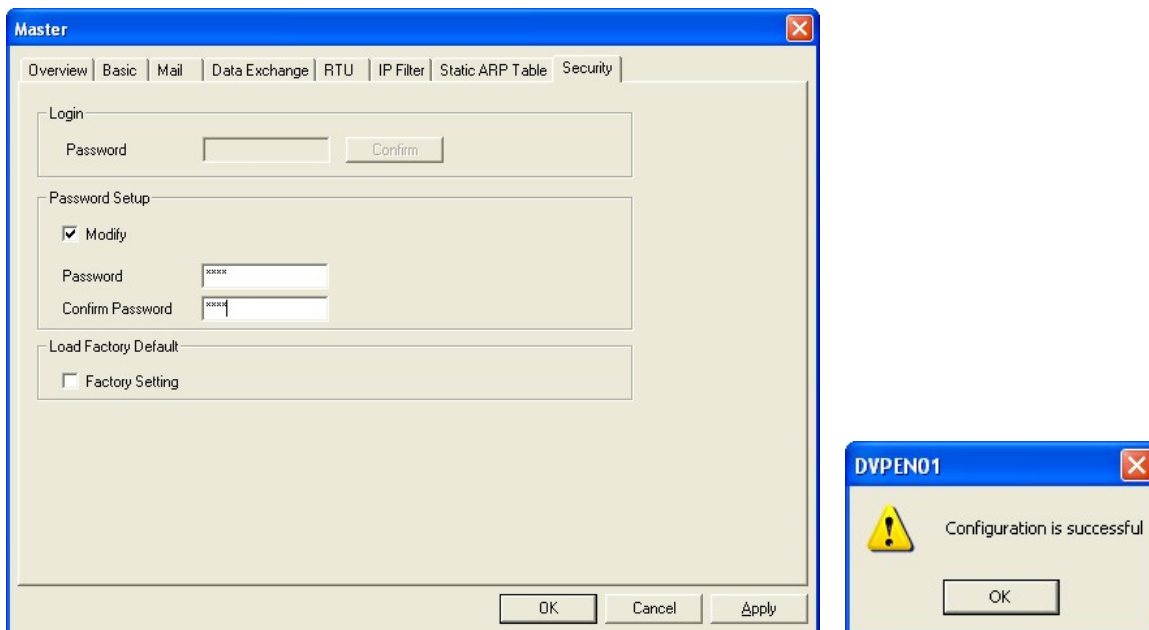 Master
Overview Basic Mail Data Exchange RTU IP Filter Static ARP Table Security
Login
Password Confirm
Password Setup
Modify
Password ****
Confirm Password ****
Load Factory Default
Factory Setting
OK Cancel Apply
DVPEN01
Configuration is successful
OK